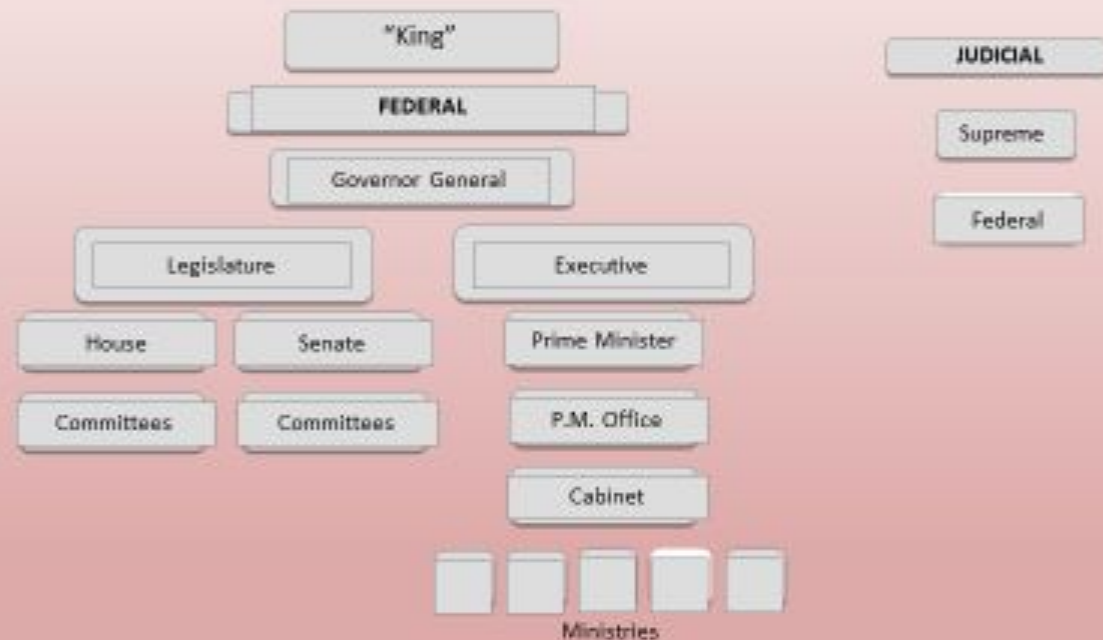 "King"
FEDERAL
Governor General
Legislature
Executive
House
Senate
Prime Minister
Committees
Committees
P.M. Office
Cabinet
Ministries
JUDICIAL
Supreme
Federal